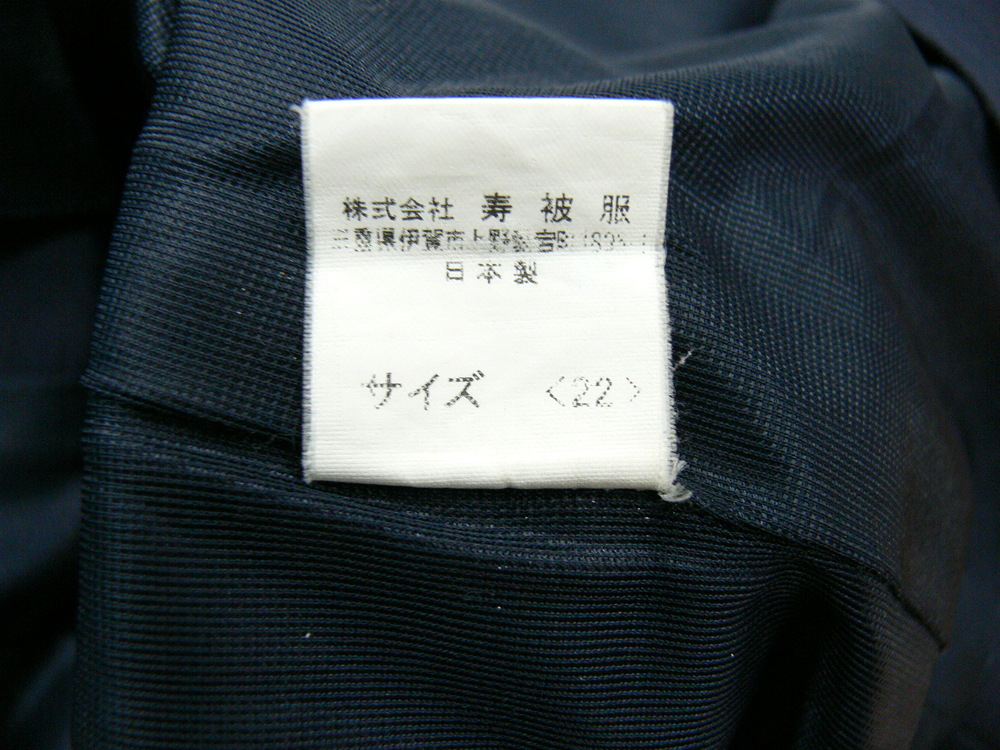 株式会社 寿被服
三重県伊賀市上野
日本製
サイズ <22>